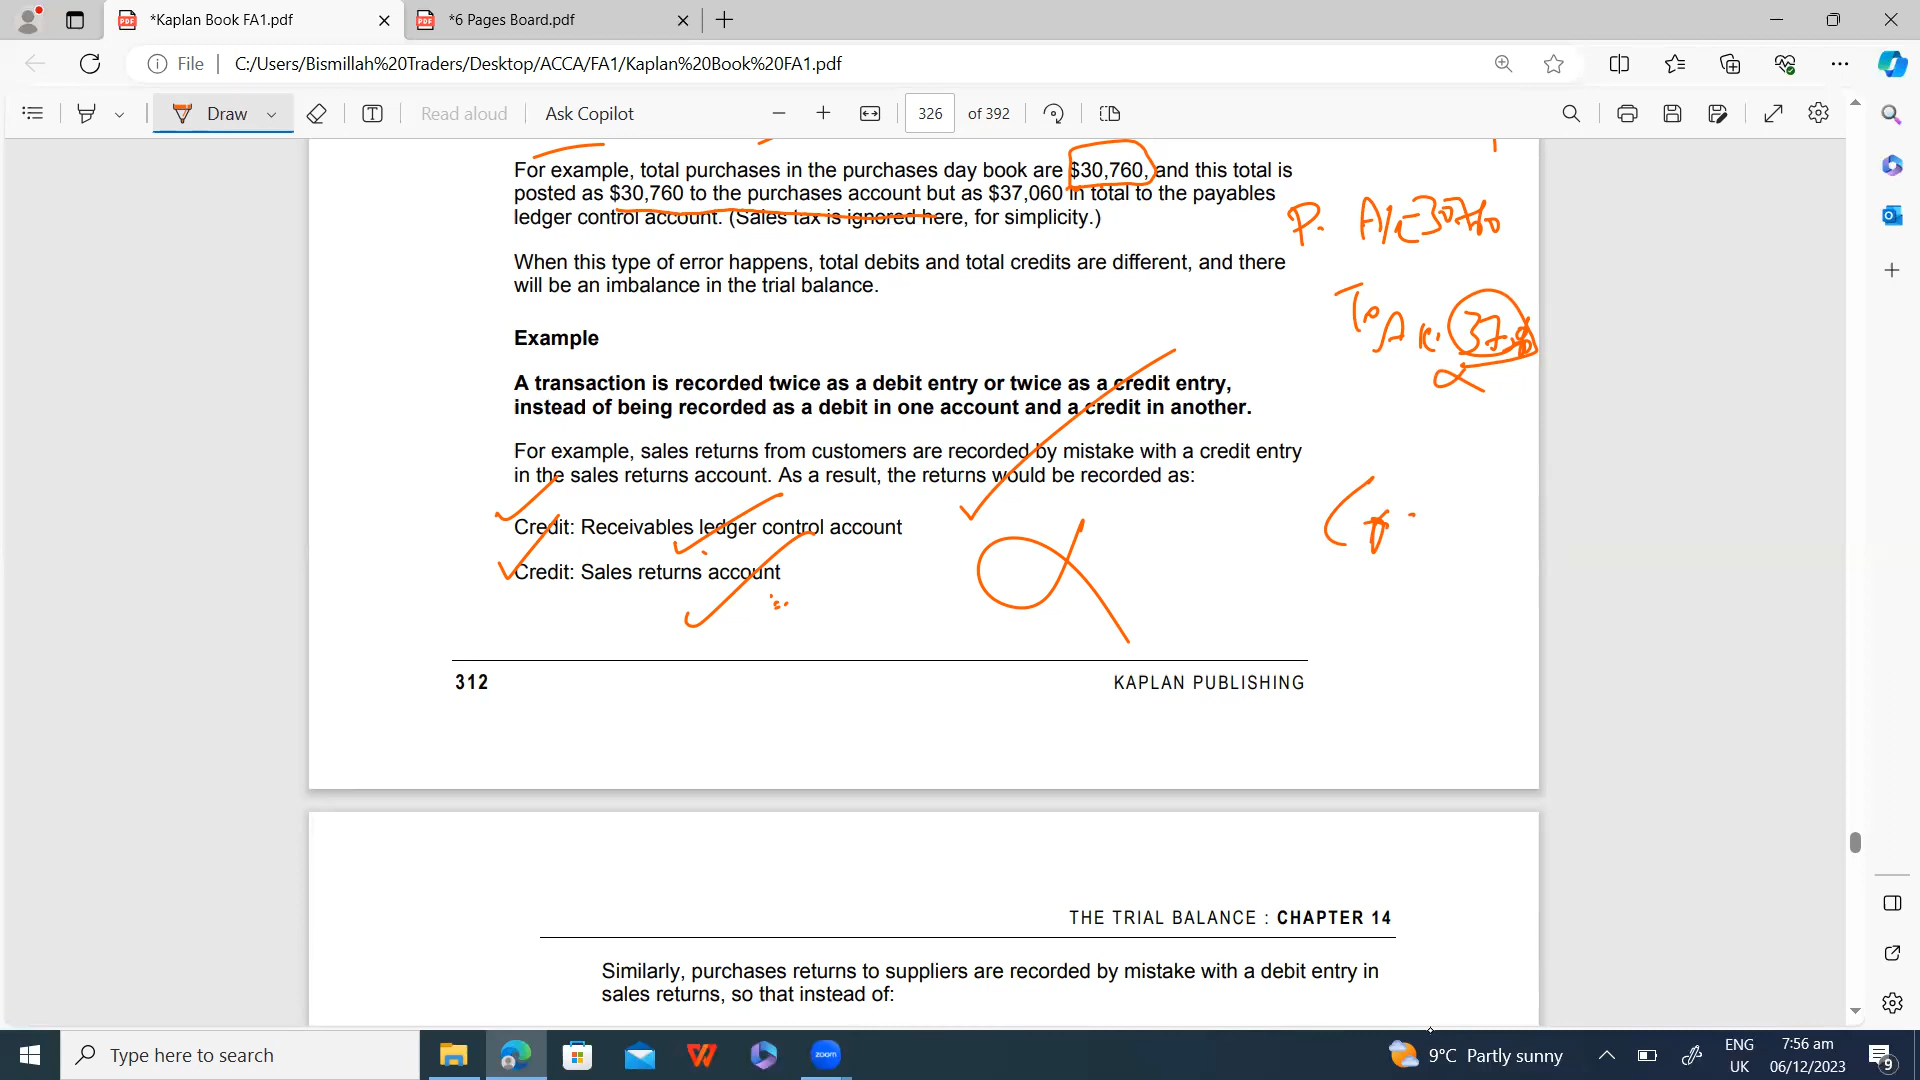 *Kaplan Book FA1.pdf
*6 Pages Board.pdf
File
C:/Users/Bismillah%20Traders/Desktop/ACCA/FA1/Kaplan%20Book%20FA1.pdf
Draw
Read aloud
Ask Copilot
326
of 392
For example, total purchases in the purchases day book are $30,760, and this total is
posted as $30,760 to the purchases account but as $37,060 in total to the payables
ledger control account. (Sales tax is ignored here, for simplicity.)
P. A/c 30760
When this type of error happens, total debits and total credits are different, and there
will be an imbalance in the trial balance.
To
Example
A transaction is recorded twice as a debit entry or twice as a credit entry,
instead of being recorded as a debit in one account and a credit in another.
For example, sales returns from customers are recorded by mistake with a credit entry
in the sales returns account. As a result, the returns would be recorded as:
Credit: Receivables ledger control account
Credit: Sales returns account
312
KAPLAN PUBLISHING
THE TRIAL BALANCE : CHAPTER 14
Similarly, purchases returns to suppliers are recorded by mistake with a debit entry in
sales returns, so that instead of:
Type here to search
zoom
9°C Partly sunny
ENG
UK
7:56 am
06/12/2023
9